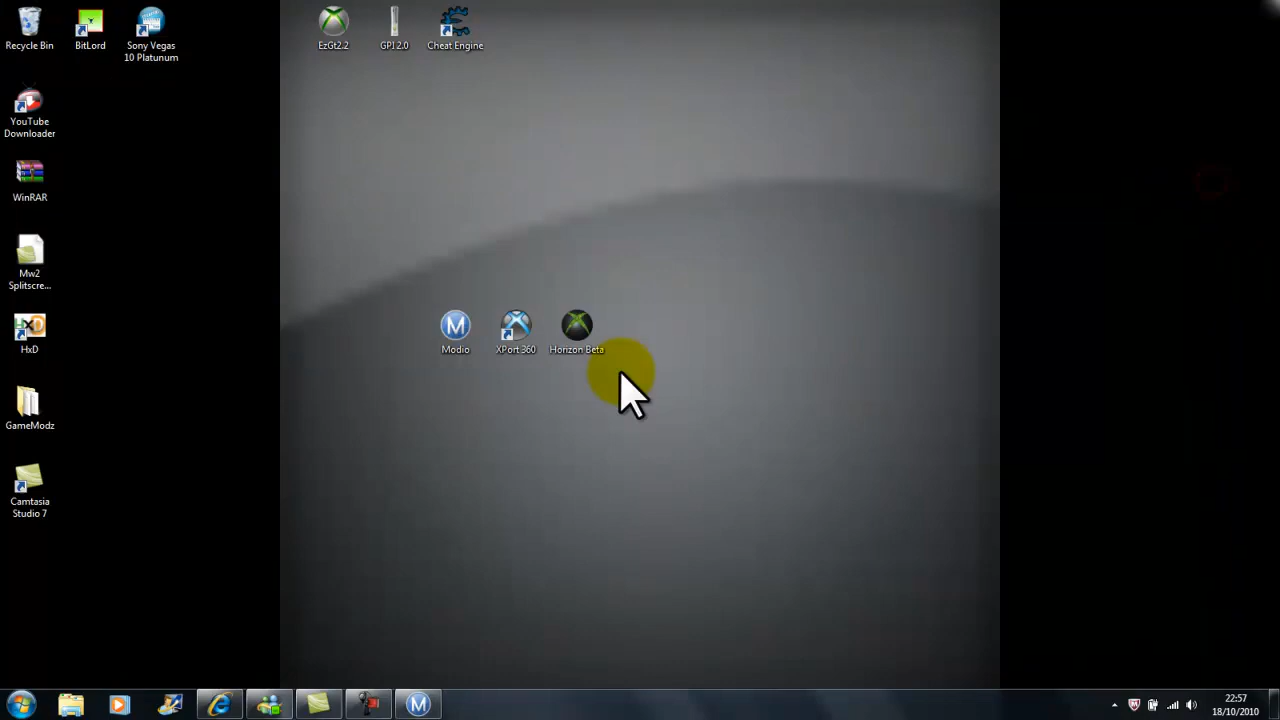 Recycle Bin
BitLord
Sony Vegas
10 Platunum
EzGt2.2
GPI 2.0
Cheat Engine
YouTube
Downloader
WinRAR
Mw2
Splitscre...
HxD
HxD
GameModz
Camtasia
Studio 7
M
Modio
XPort 360
Horizon Beta
M
22:57
18/10/2010